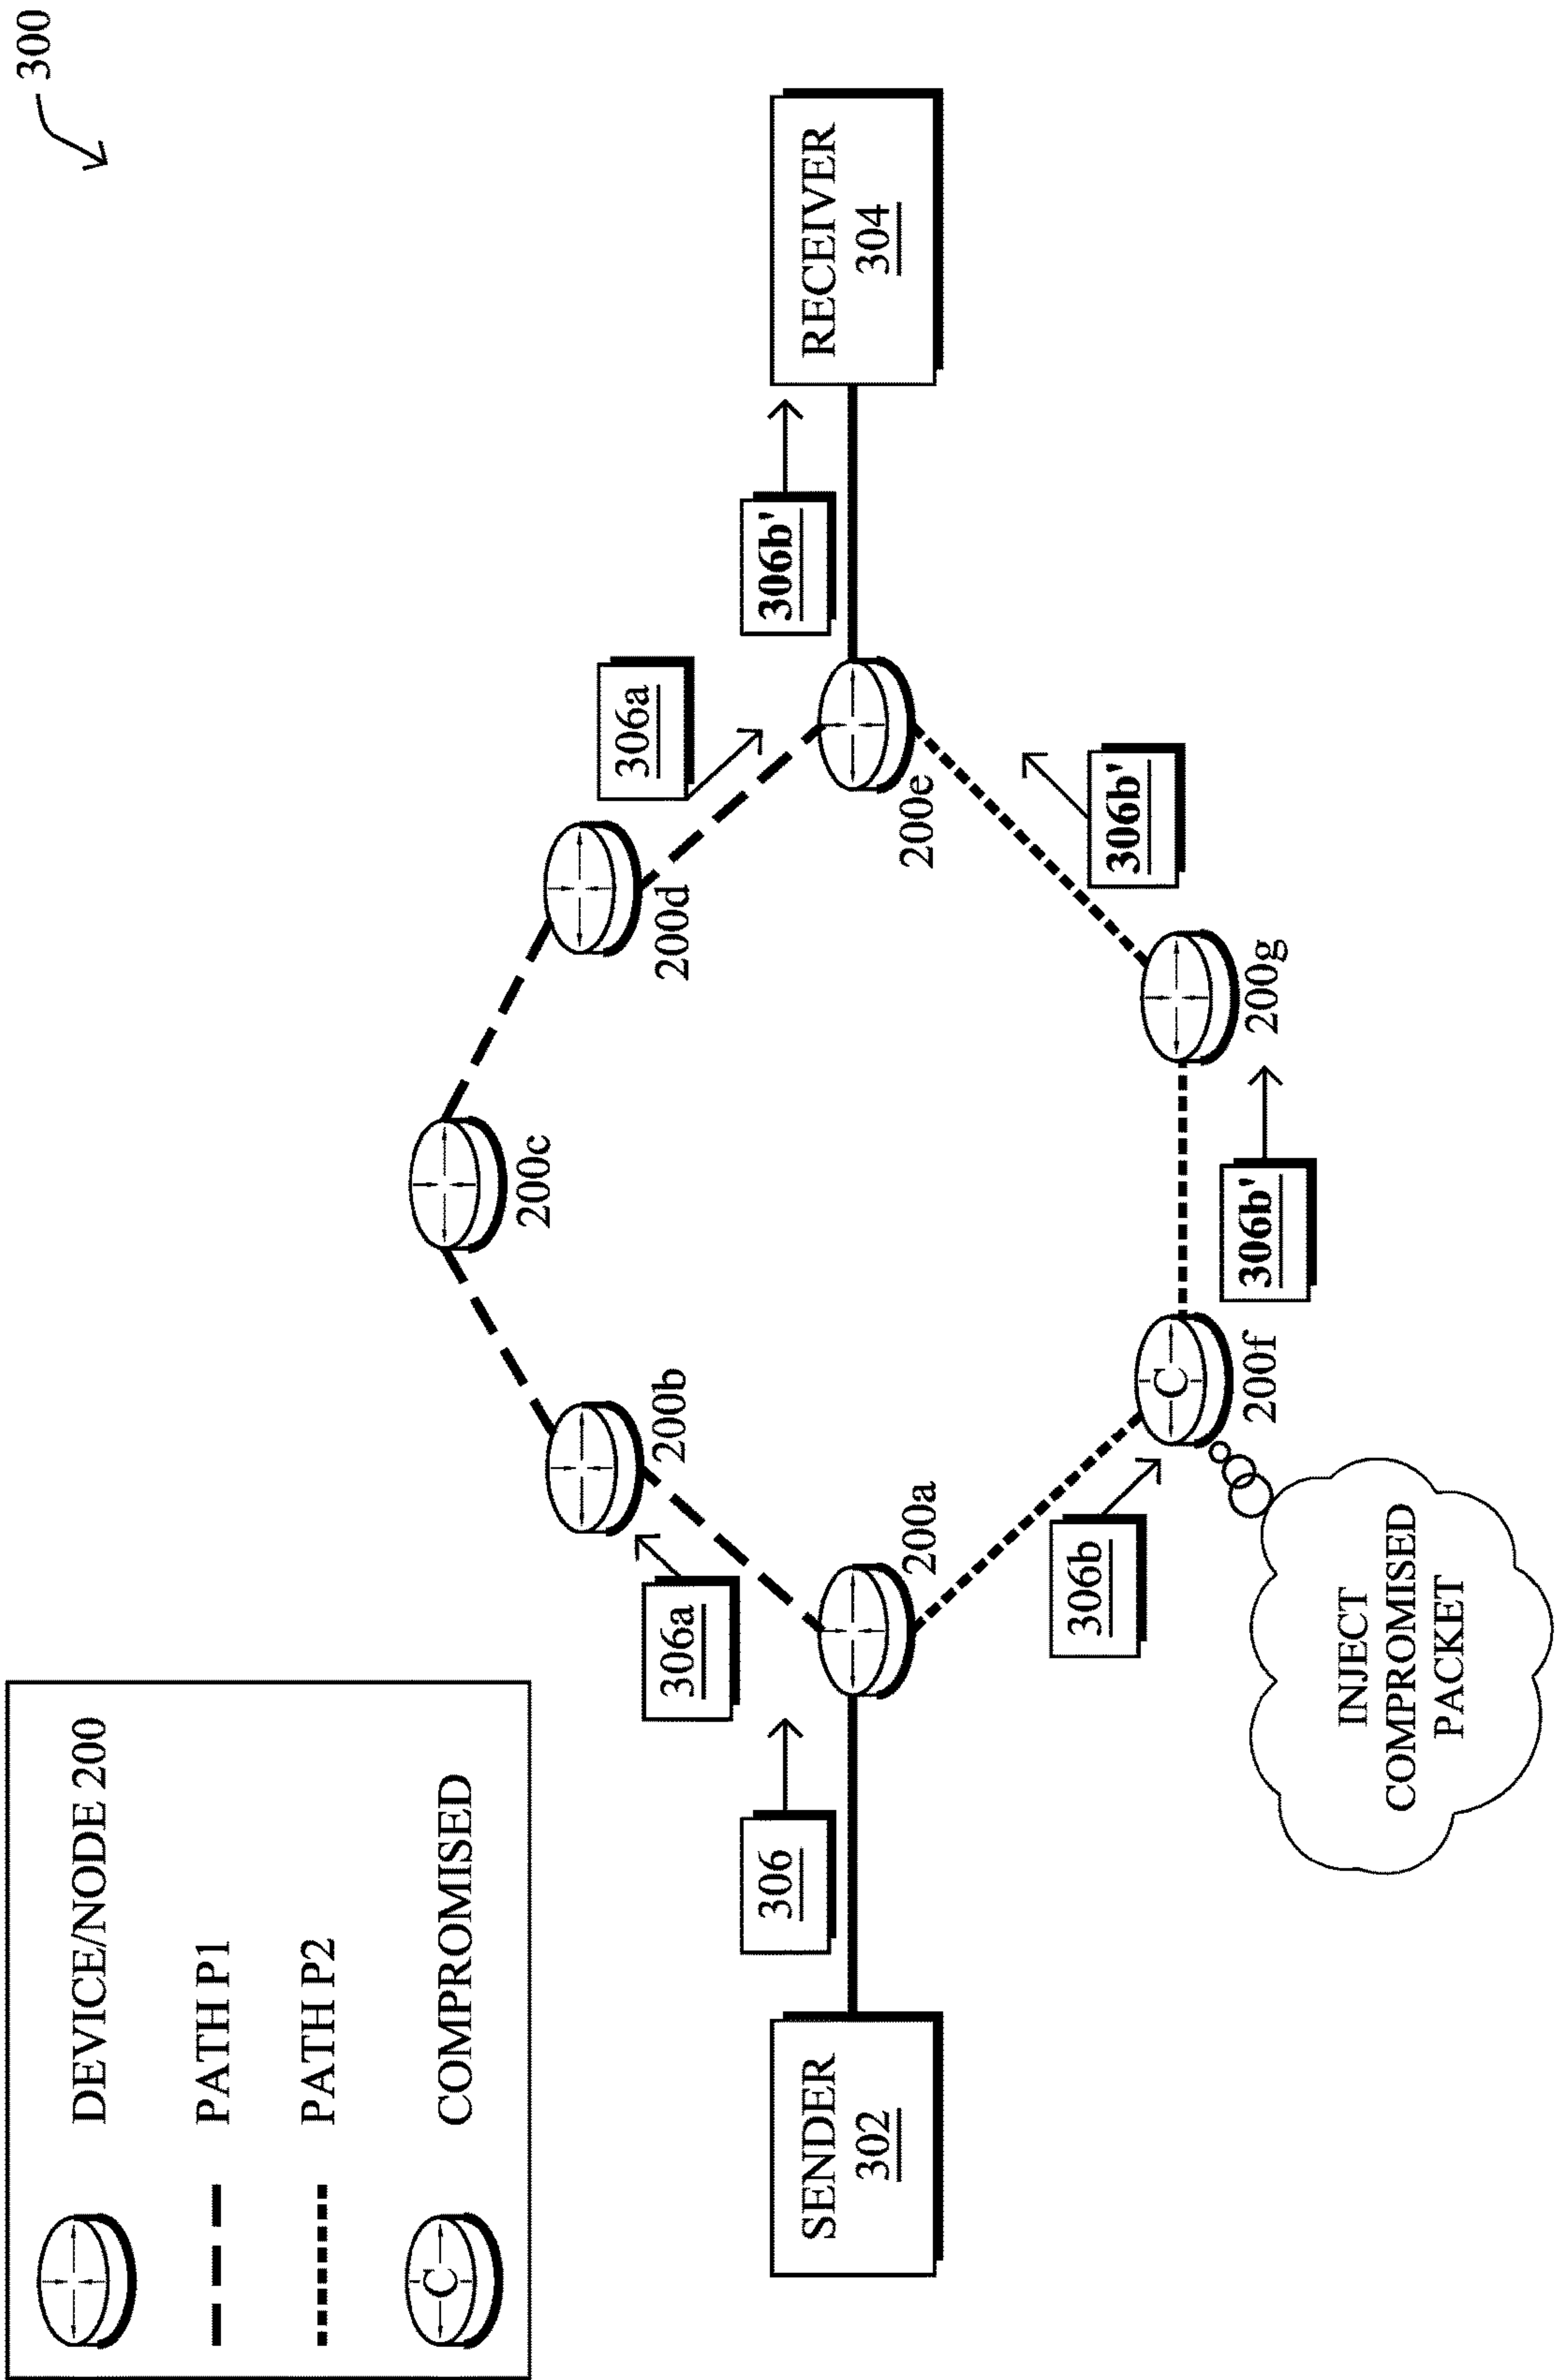 300
DEVICE/NODE 200
PATH P1
PATH P2
C
COMPROMISED
200c
200b
200d
306a
306a
306
306b'
SENDER
302
200a
200e
RECEIVER
304
306b
306b'
C
200f
200g
306b'
INJECT
COMPROMISED
PACKET